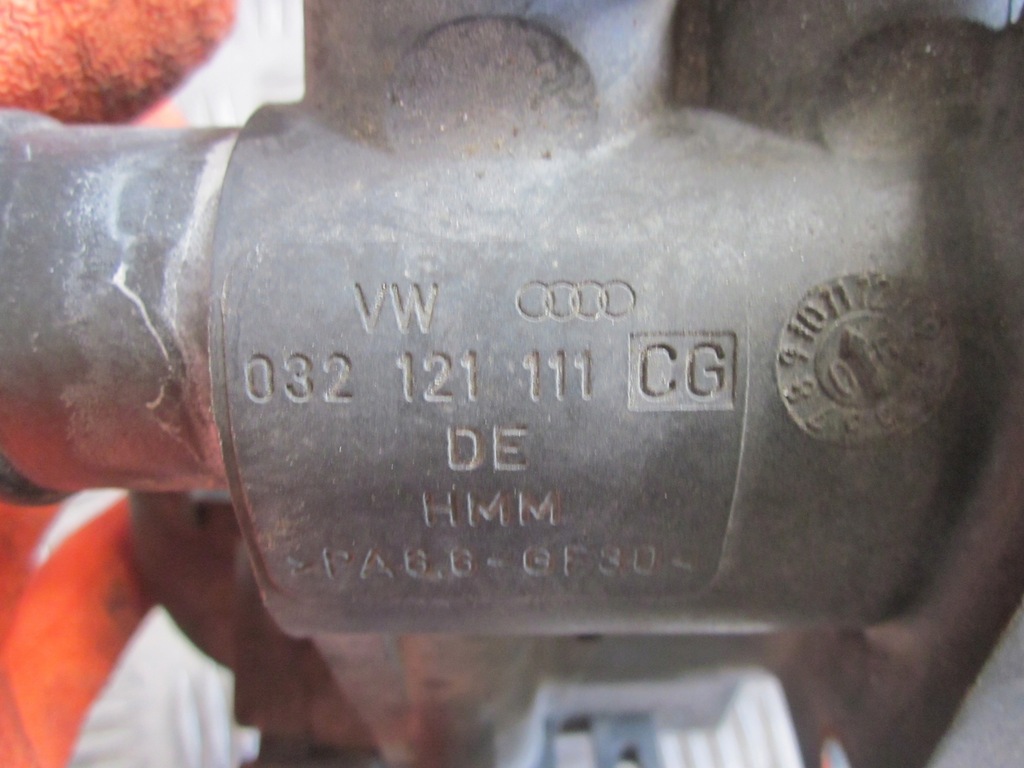 VW
032 121 111 CG
DE
HMM
>PA6.6-GF30<